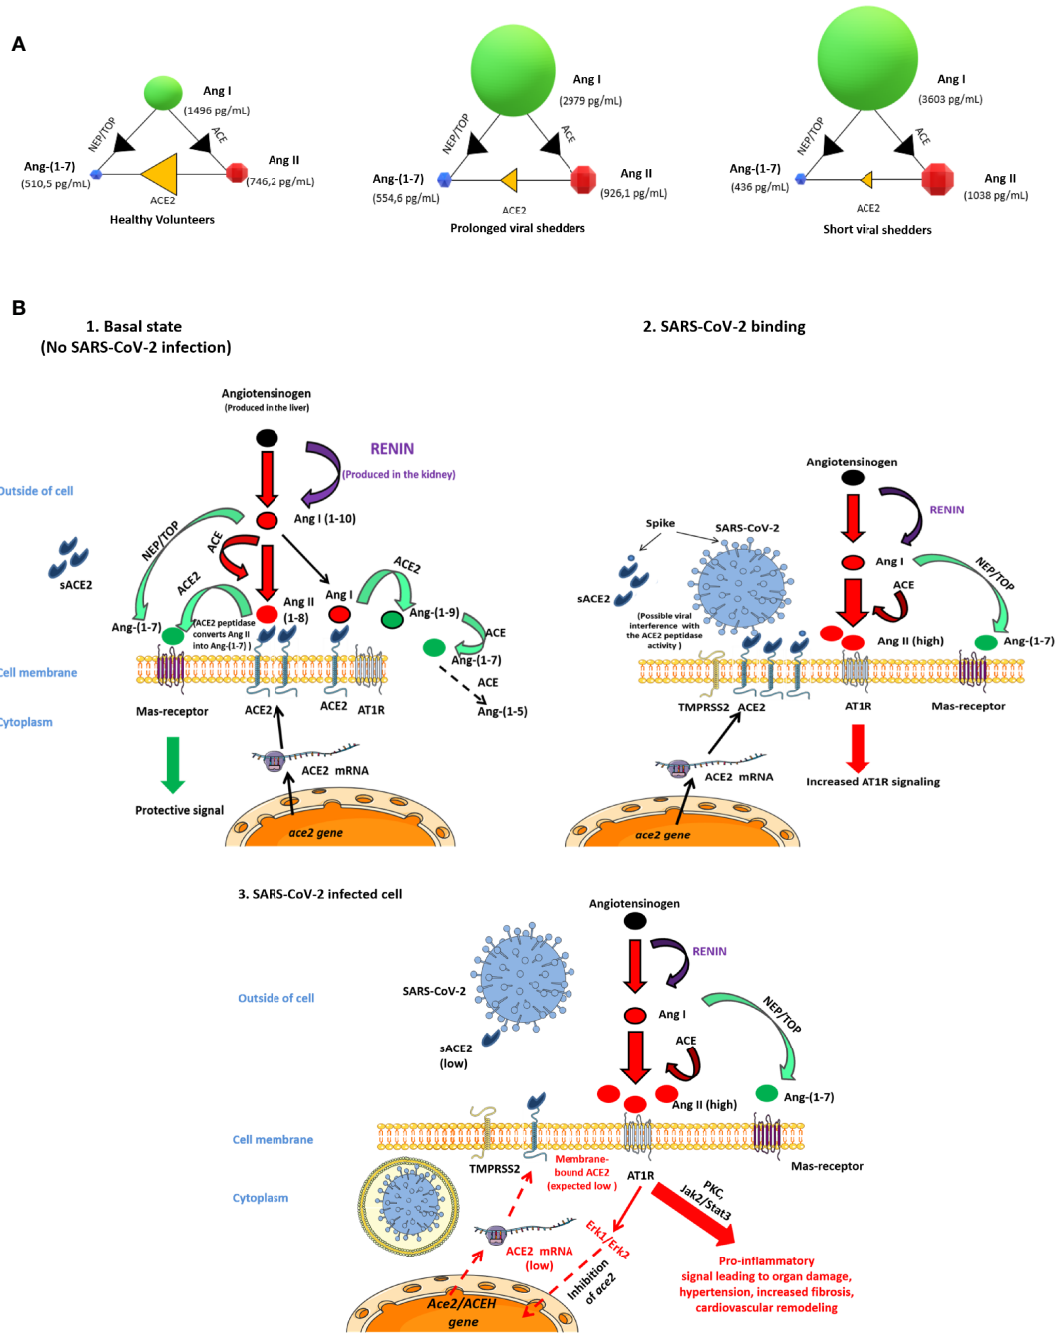 A
Ang I
(1496 pg/mL)
NEP/TOP
ACE
Ang-(1-7)
(510,5 pg/mL)
Ang II
(746,2 pg/mL)
ACE2
Healthy Volunteers
Ang I
(2979 pg/mL)
NEP/TOP
ACE
Ang-(1-7)
(554,6 pg/mL)
Ang II
(926,1 pg/mL)
ACE2
Prolonged viral shedders
Ang I
(3603 pg/mL)
NEP/TOP
ACE
Ang-(1-7)
(436 pg/mL)
Ang II
(1038 pg/mL)
ACE2
Short viral shedders
B
1. Basal state
(No SARS-CoV-2 infection)
Angiotensinogen
(Produced in the liver)
RENIN
(Produced in the kidney)
Outside of cell
Ang I (1-10)
NEP/TOP
ACE
sACE2
ACE2
ACE2
Ang I
Ang II
(1-8)
Ang-(1-9)
Ang-(1-7)
(ACE2 peptidase
converts Ang II
into Ang-(1-7) )
ACE
Ang-(1-7)
Cell membrane
ACE
Ang-(1-5)
Mas-receptor
ACE2
ACE2
AT1R
Cytoplasm
ACE2 mRNA
Protective signal
ace2 gene
2. SARS-CoV-2 binding
Angiotensinogen
RENIN
Spike
SARS-CoV-2
Ang I
NEP/TOP
ACE
sACE2
(Possible viral
interference with
the ACE2 peptidase
activity )
Ang II (high)
Ang-(1-7)
TMPRSS2
ACE2
AT1R
Mas-receptor
ACE2 mRNA
Increased AT1R signaling
ace2 gene
3. SARS-CoV-2 infected cell
Angiotensinogen
RENIN
Outside of cell
SARS-CoV-2
Ang I
NEP/TOP
sACE2
(low)
ACE
Ang II (high)
Ang-(1-7)
Cell membrane
TMPRSS2
Membrane-
bound ACE2
(expected low )
AT1R
Mas-receptor
Cytoplasm
PKC,
Jak2/Stat3
Erk1/Erk2
ACE2 mRNA
(low)
Inhibition
of ace2
Pro-inflammatory
signal leading to organ damage,
hypertension, increased fibrosis,
cardiovascular remodeling
Ace2/ACEH
gene